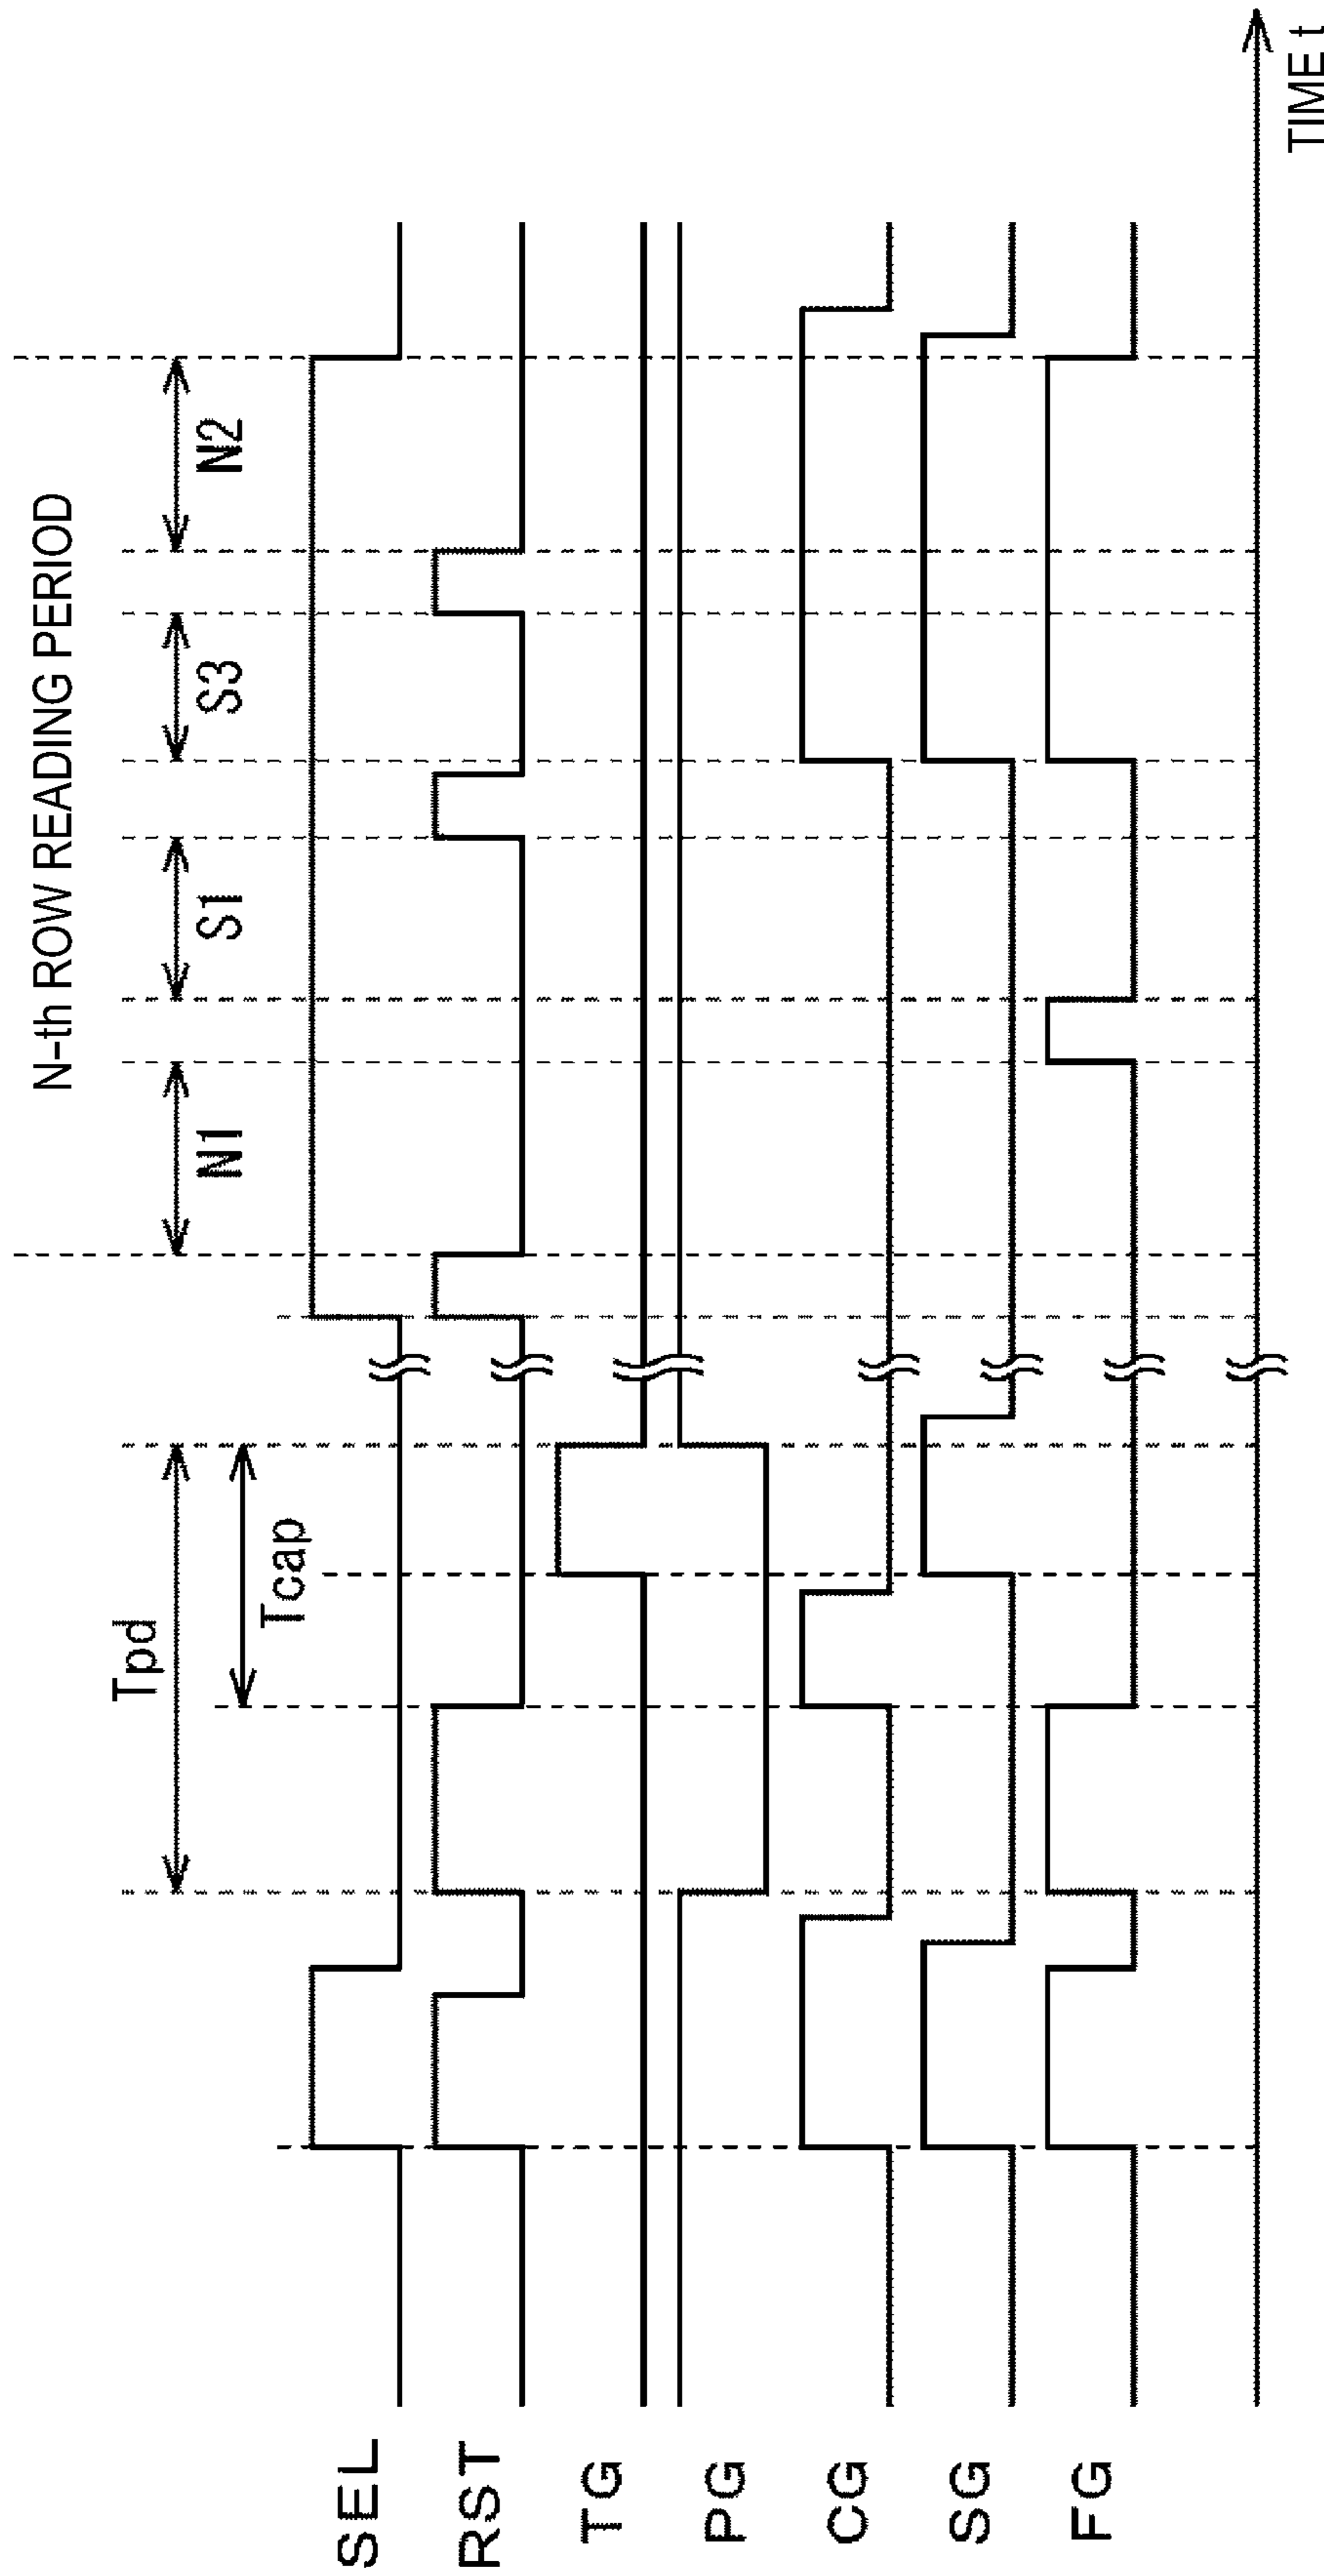 N-th ROW READING PERIOD
Tpd
N1
S1
S3
N2
Tcap
SEL
RST
TG
PG
CG
SG
FG
TIME t